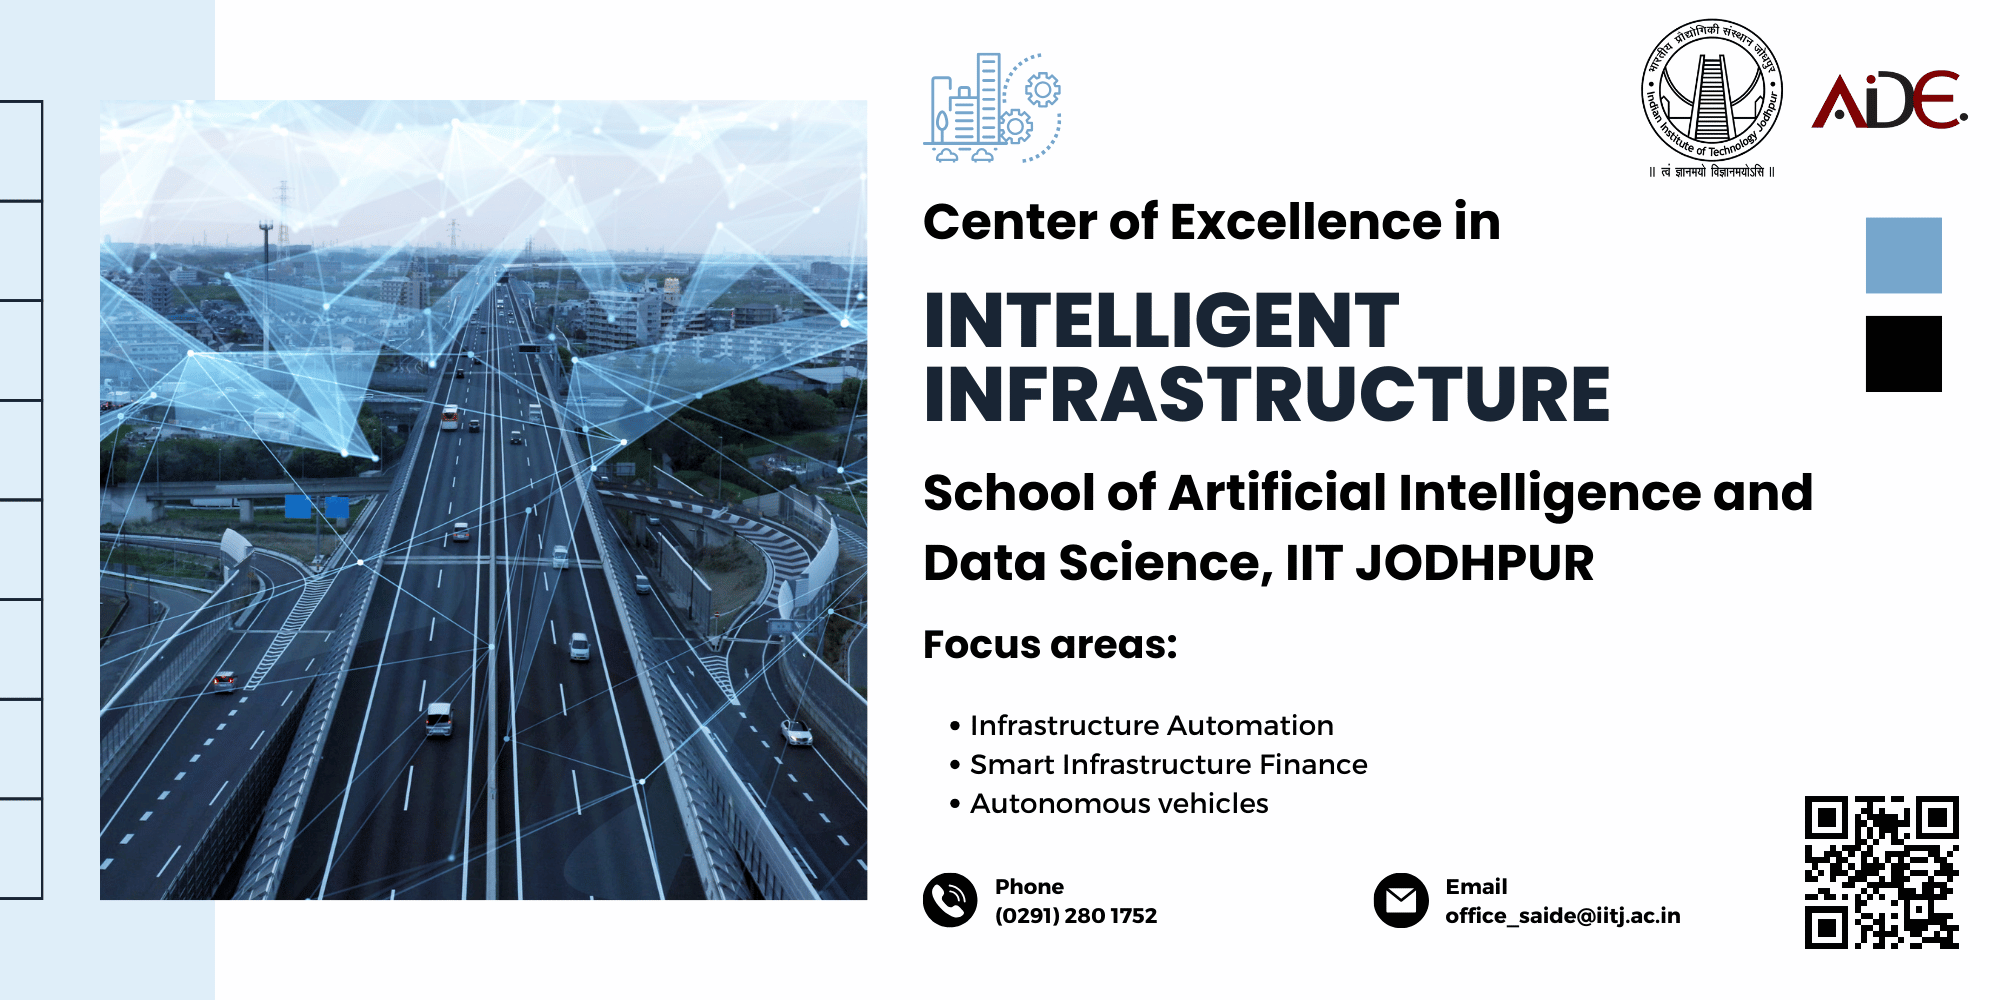 भारतीय प्रौद्योगिकी संस्थान जोधपुर
Indian Institute of Technology Jodhpur
॥ त्वं ज्ञानमयो विज्ञानमयोऽसि ॥
AiDE.
Center of Excellence in
INTELLIGENT
INFRASTRUCTURE
School of Artificial Intelligence and
Data Science, IIT JODHPUR
Focus areas:
• Infrastructure Automation
• Smart Infrastructure Finance
• Autonomous vehicles
Phone
(0291) 280 1752
Email
office_saide@iitj.ac.in